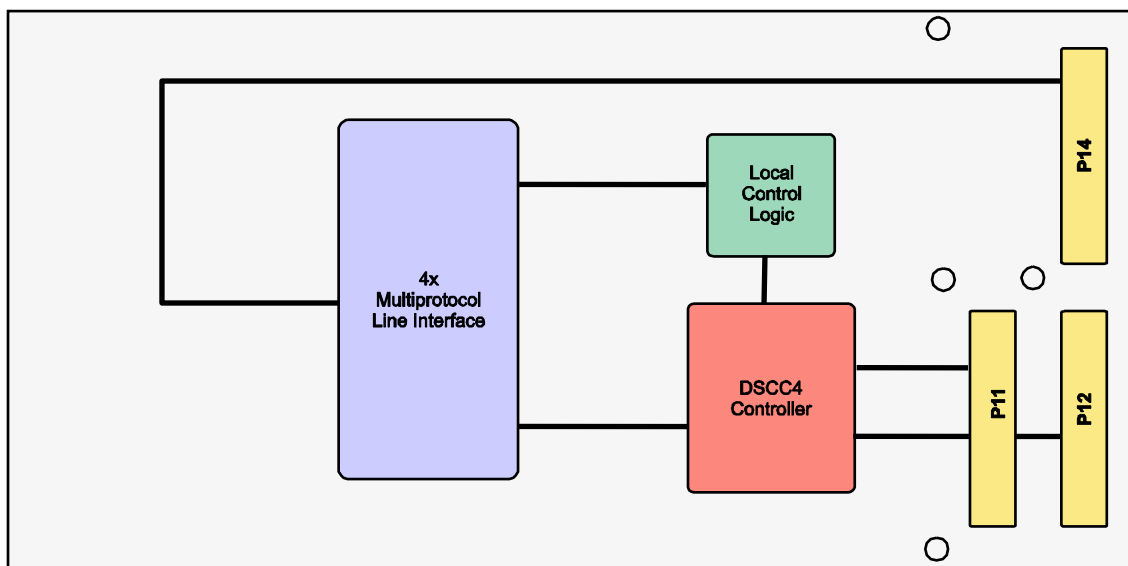 P14
Local
Control
Logic
4x
Multiprotocol
Line Interface
DSCC4
Controller
P11
P12